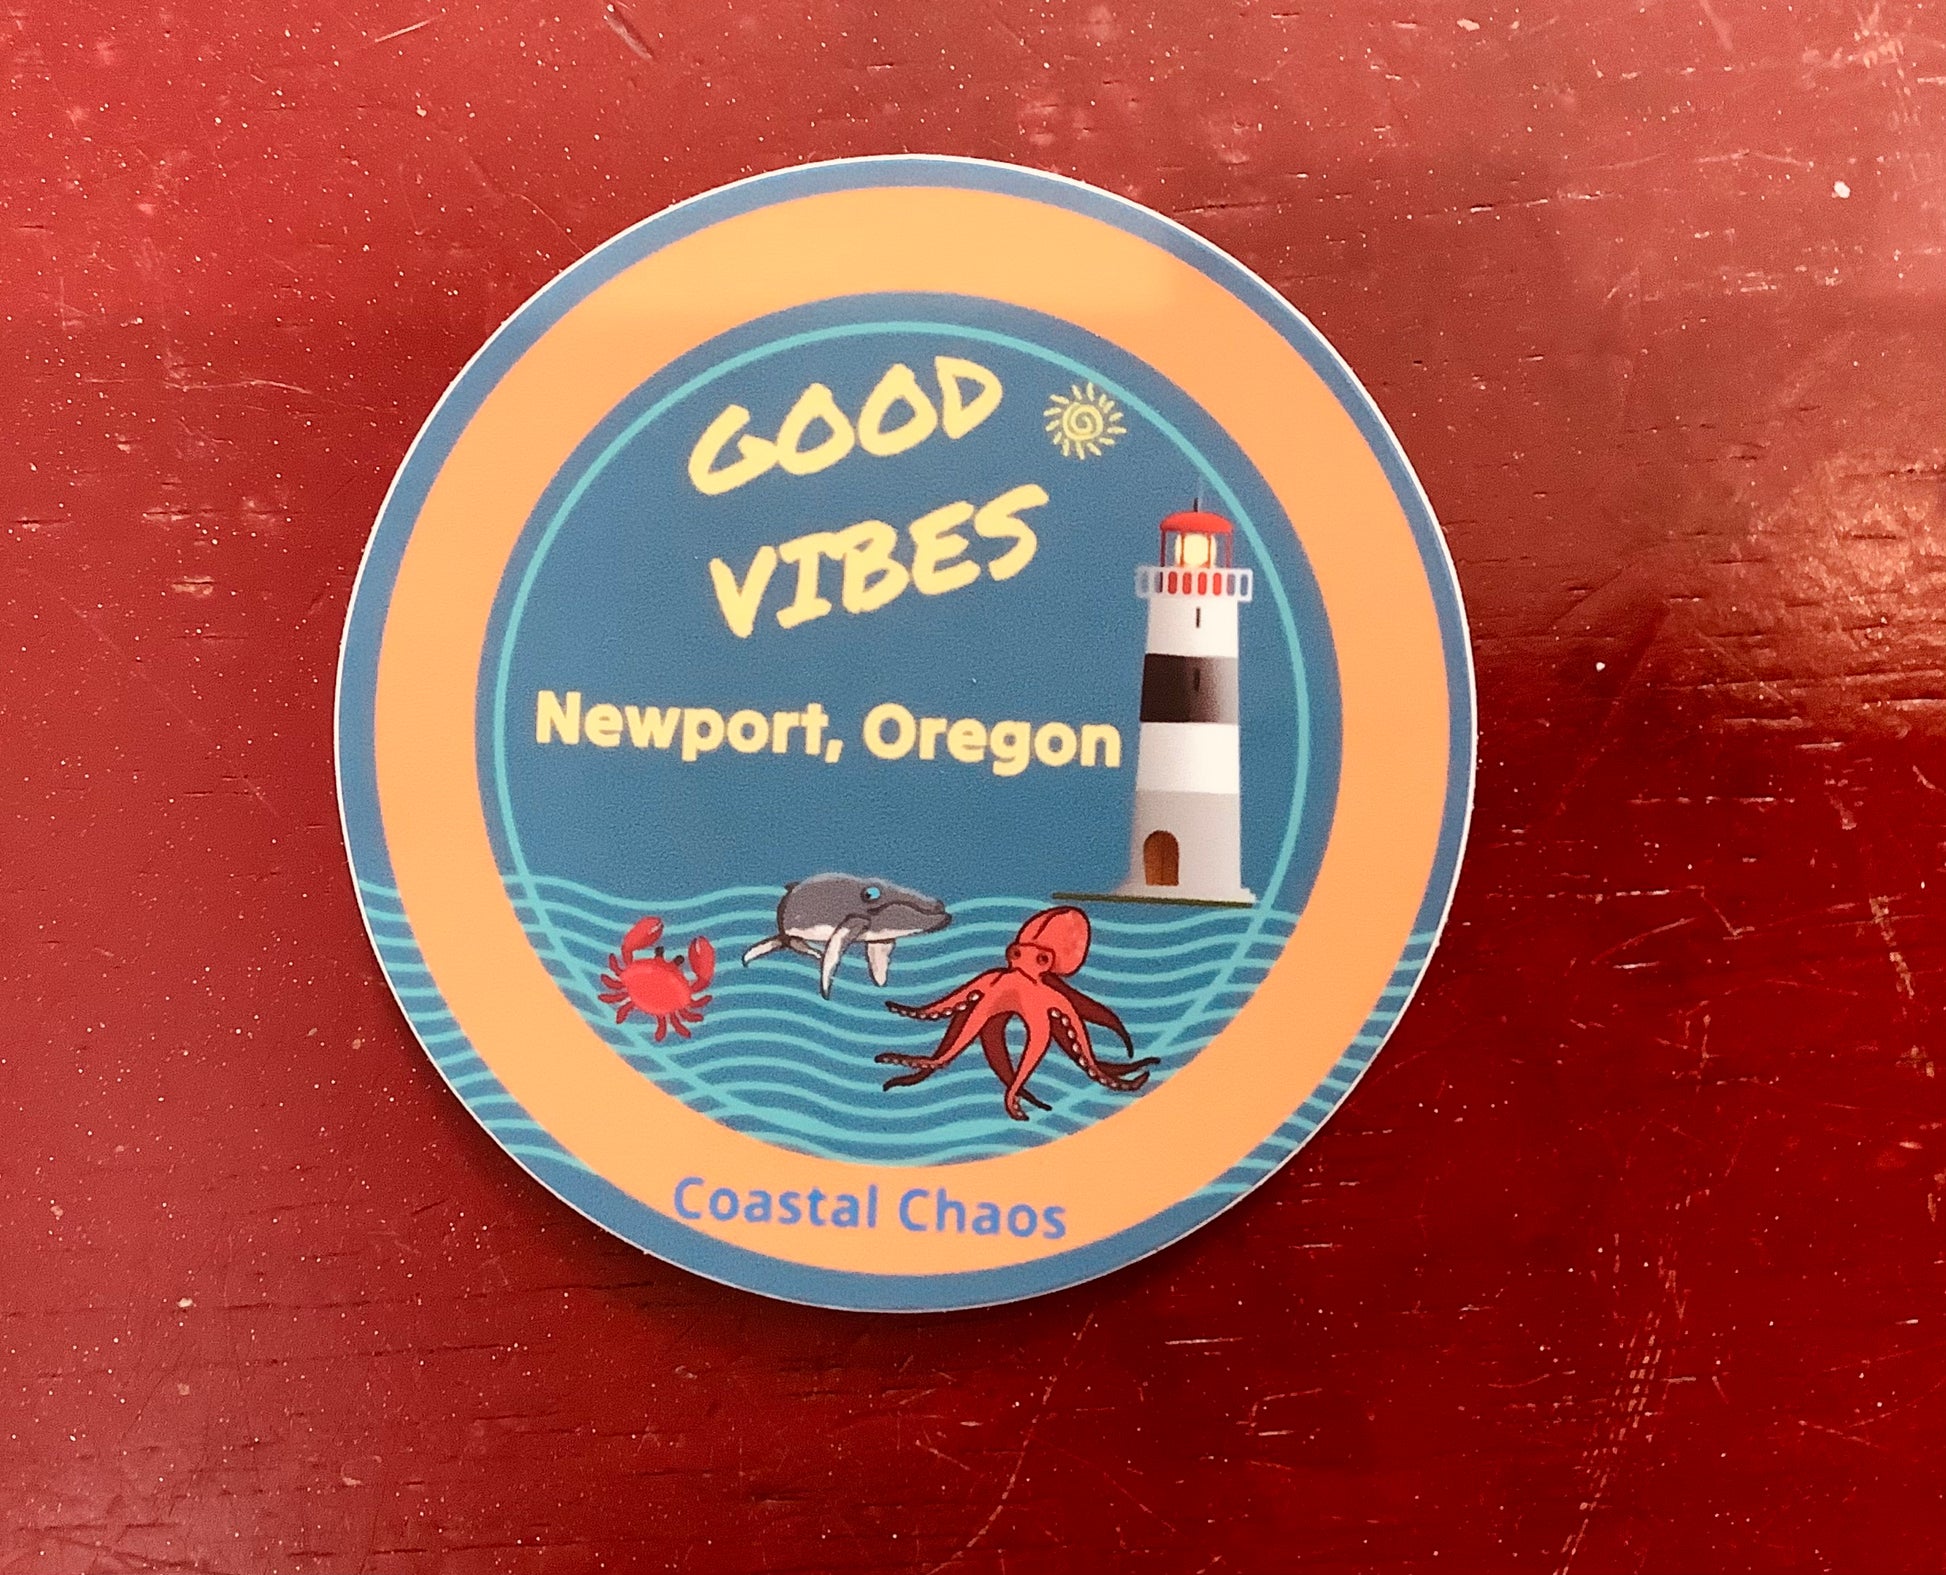 GOOD
VIBES
Newport, Oregon
Coastal Chaos